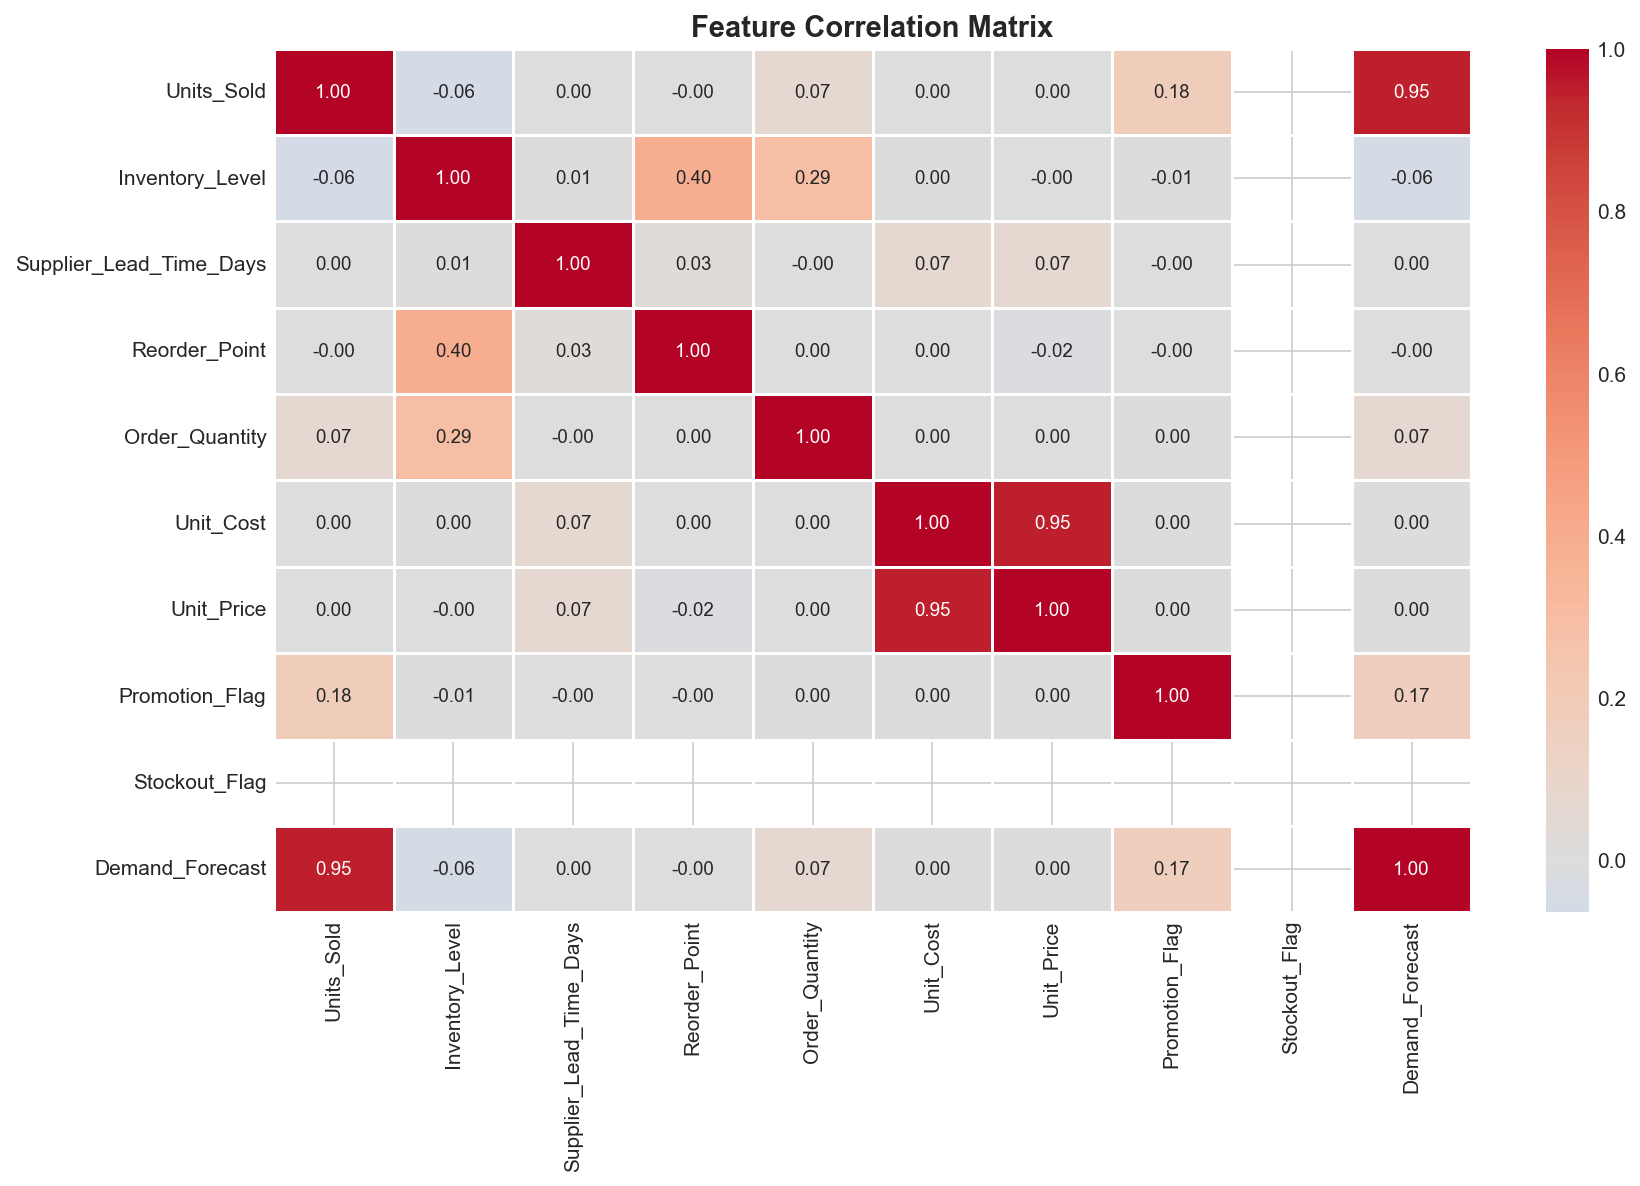 Feature Correlation Matrix
Units_Sold 1.00 -0.06 0.00 -0.00 0.07 0.00 0.00 0.18 0.95
Inventory_Level -0.06 1.00 0.01 0.40 0.29 0.00 -0.00 -0.01 -0.06
Supplier_Lead_Time_Days 0.00 0.01 1.00 0.03 -0.00 0.07 0.07 -0.00 0.00
Reorder_Point -0.00 0.40 0.03 1.00 0.00 0.00 -0.02 -0.00 -0.00
Order_Quantity 0.07 0.29 -0.00 0.00 1.00 0.00 0.00 0.00 0.07
Unit_Cost 0.00 0.00 0.07 0.00 0.00 1.00 0.95 0.00 0.00
Unit_Price 0.00 -0.00 0.07 -0.02 0.00 0.95 1.00 0.00 0.00
Promotion_Flag 0.18 -0.01 -0.00 -0.00 0.00 0.00 0.00 1.00 0.17
Stockout_Flag
Demand_Forecast 0.95 -0.06 0.00 -0.00 0.07 0.00 0.00 0.17 1.00
Units_Sold
Inventory_Level
Supplier_Lead_Time_Days
Reorder_Point
Order_Quantity
Unit_Cost
Unit_Price
Promotion_Flag
Stockout_Flag
Demand_Forecast
1.0
0.8
0.6
0.4
0.2
0.0